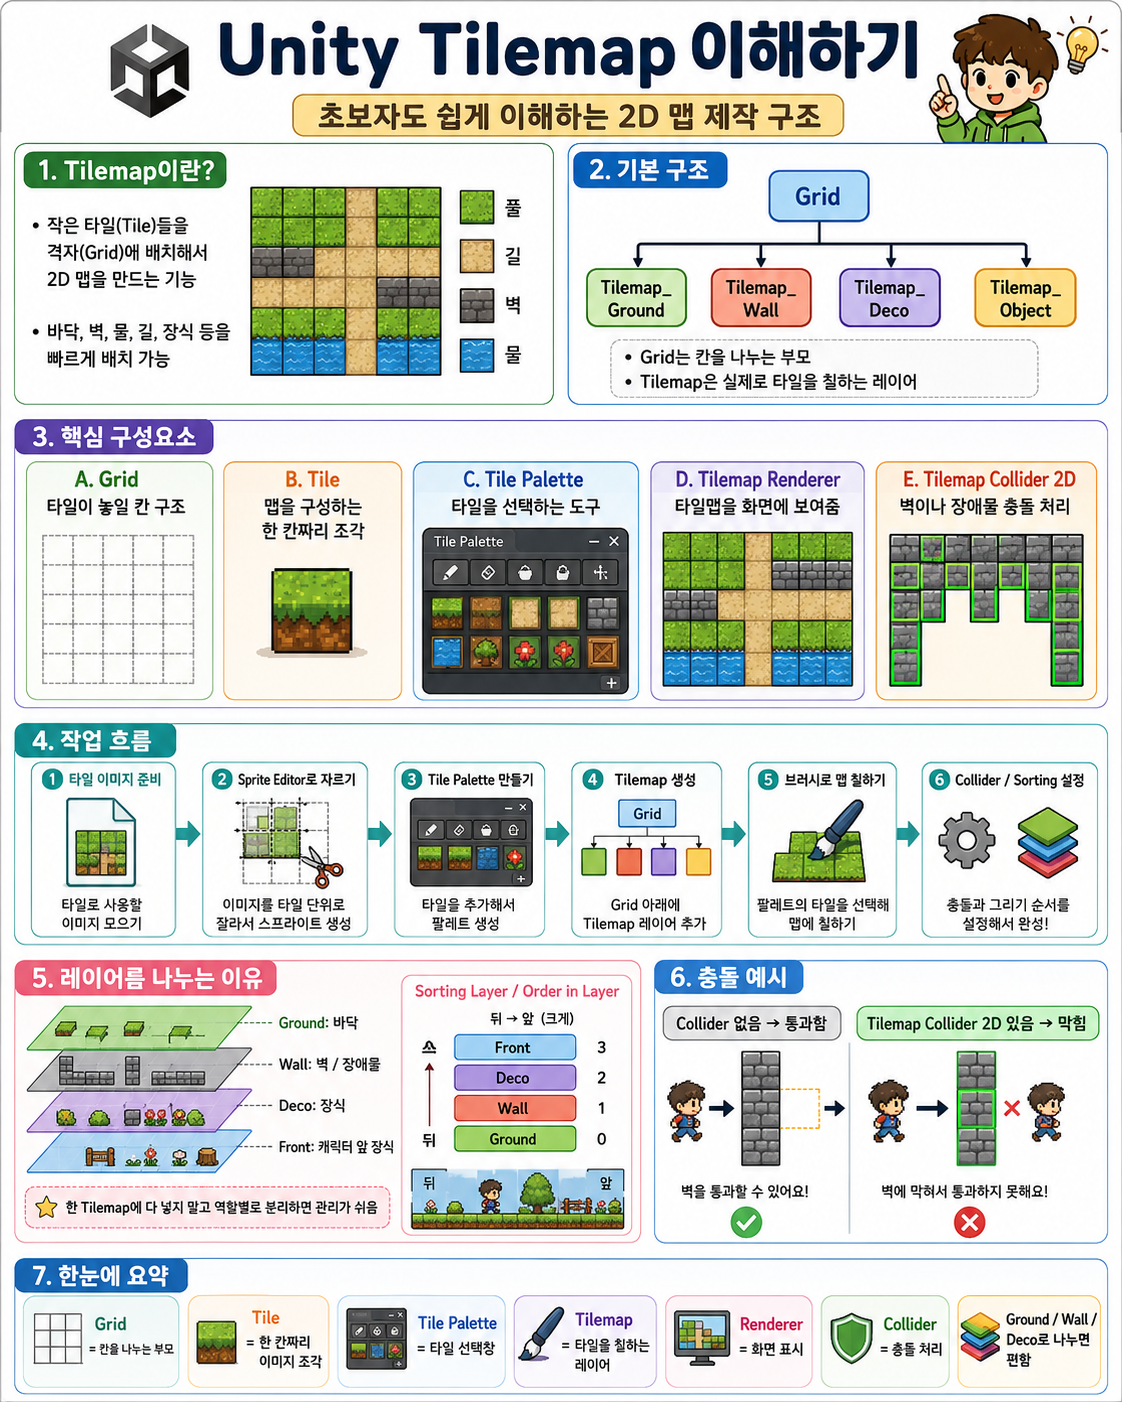 Unity Tilemap 이해하기
초보자도 쉽게 이해하는 2D 맵 제작 구조
1. Tilemap이란?
• 작은 타일(Tile)들을
격자(Grid)에 배치해서
2D 맵을 만드는 기능
• 바닥, 벽, 물, 길, 장식 등을
빠르게 배치 가능
풀
길
벽
물
2. 기본 구조
Grid
Tilemap_
Ground
Tilemap_
Wall
Tilemap_
Deco
Tilemap_
Object
• Grid는 칸을 나누는 부모
• Tilemap은 실제로 타일을 칠하는 레이어
3. 핵심 구성요소
A. Grid
타일이 놓일 칸 구조
B. Tile
맵을 구성하는
한 칸짜리 조각
C. Tile Palette
타일을 선택하는 도구
Tile Palette
D. Tilemap Renderer
타일맵을 화면에 보여줌
E. Tilemap Collider 2D
벽이나 장애물 충돌 처리
4. 작업 흐름
1 타일 이미지 준비
타일로 사용할
이미지 모으기
2 Sprite Editor로 자르기
이미지를 타일 단위로
잘라서 스프라이트 생성
3 Tile Palette 만들기
타일을 추가해서
팔레트 생성
4 Tilemap 생성
Grid
Grid 아래에
Tilemap 레이어 추가
5 브러시로 맵 칠하기
팔레트의 타일을 선택해
맵에 칠하기
6 Collider / Sorting 설정
충돌과 그리기 순서를
설정해서 완성!
5. 레이어를 나누는 이유
Ground: 바닥
Wall: 벽 / 장애물
Deco: 장식
Front: 캐릭터 앞 장식
한 Tilemap에 다 넣지 말고 역할별로 분리하면 관리가 쉬움
Sorting Layer / Order in Layer
뒤 → 앞 (크게)
Front 3
Deco 2
Wall 1
뒤 Ground 0
뒤
앞
6. 충돌 예시
Collider 없음 → 통과함
벽을 통과할 수 있어요!
Tilemap Collider 2D 있음 → 막힘
벽에 막혀서 통과하지 못해요!
7. 한눈에 요약
Grid
= 칸을 나누는 부모
Tile
= 한 칸짜리
이미지 조각
Tile Palette
= 타일 선택창
Tilemap
= 타일을 칠하는
레이어
Renderer
= 화면 표시
Collider
= 충돌 처리
Ground / Wall /
Deco로 나누면
편함